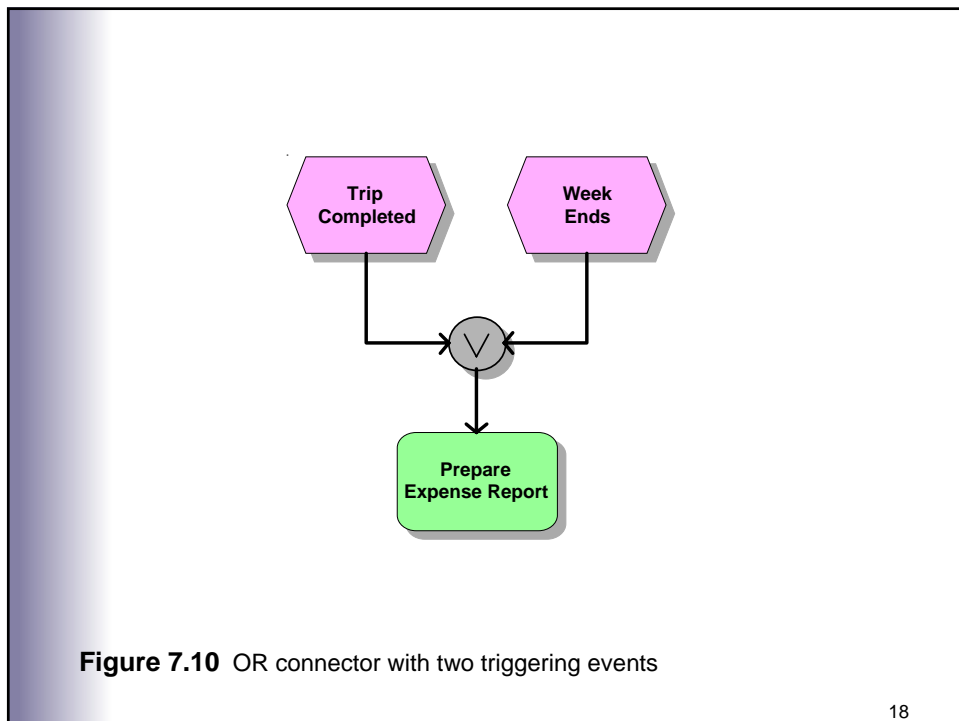 Trip
Completed
Week
Ends
V
Prepare
Expense Report
Figure 7.10 OR connector with two triggering events
18